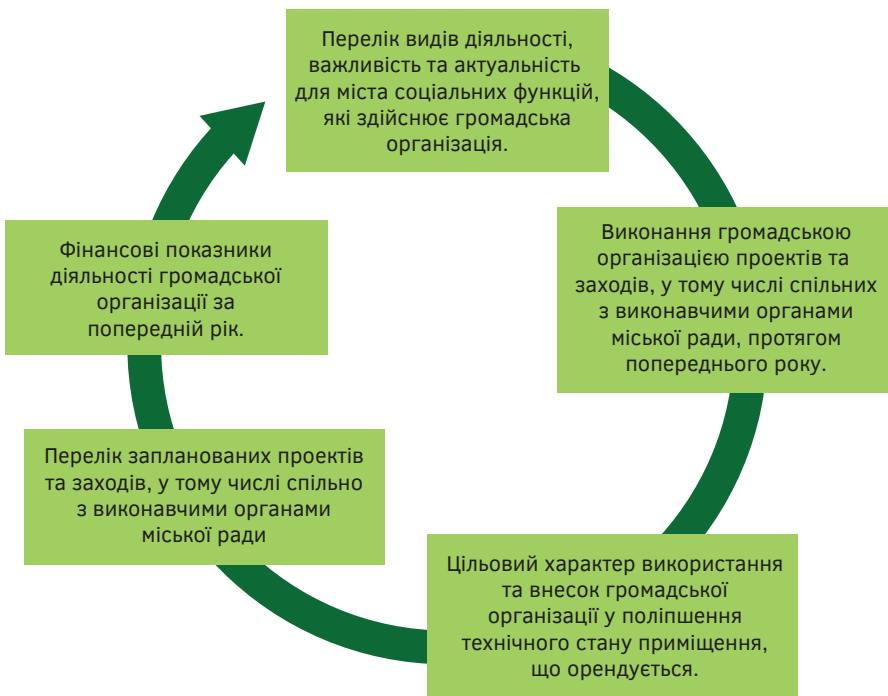 Перелік видів діяльності,
важливість та актуальність
для міста соціальних функцій,
які здійснює громадська
організація.
Виконання громадською
організацією проектів та
заходів, у тому числі спільних
з виконавчими органами
міської ради, протягом
попереднього року.
Цільовий характер використання
та внесок громадської
організації у поліпшення
технічного стану приміщення,
що орендується.
Перелік запланованих проектів
та заходів, у тому числі спільно
з виконавчими органами
міської ради
Фінансові показники
діяльності громадської
організації за
попередній рік.